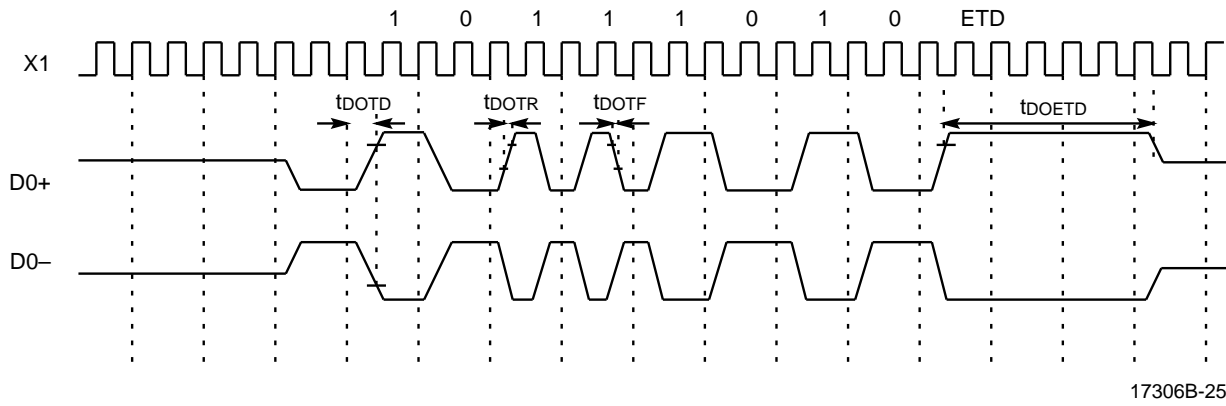 1 0 1 1 1 0 1 0 ETD
X1
tDOTD tDOTR tDOTF tDOETD
D0+
D0–
17306B-25